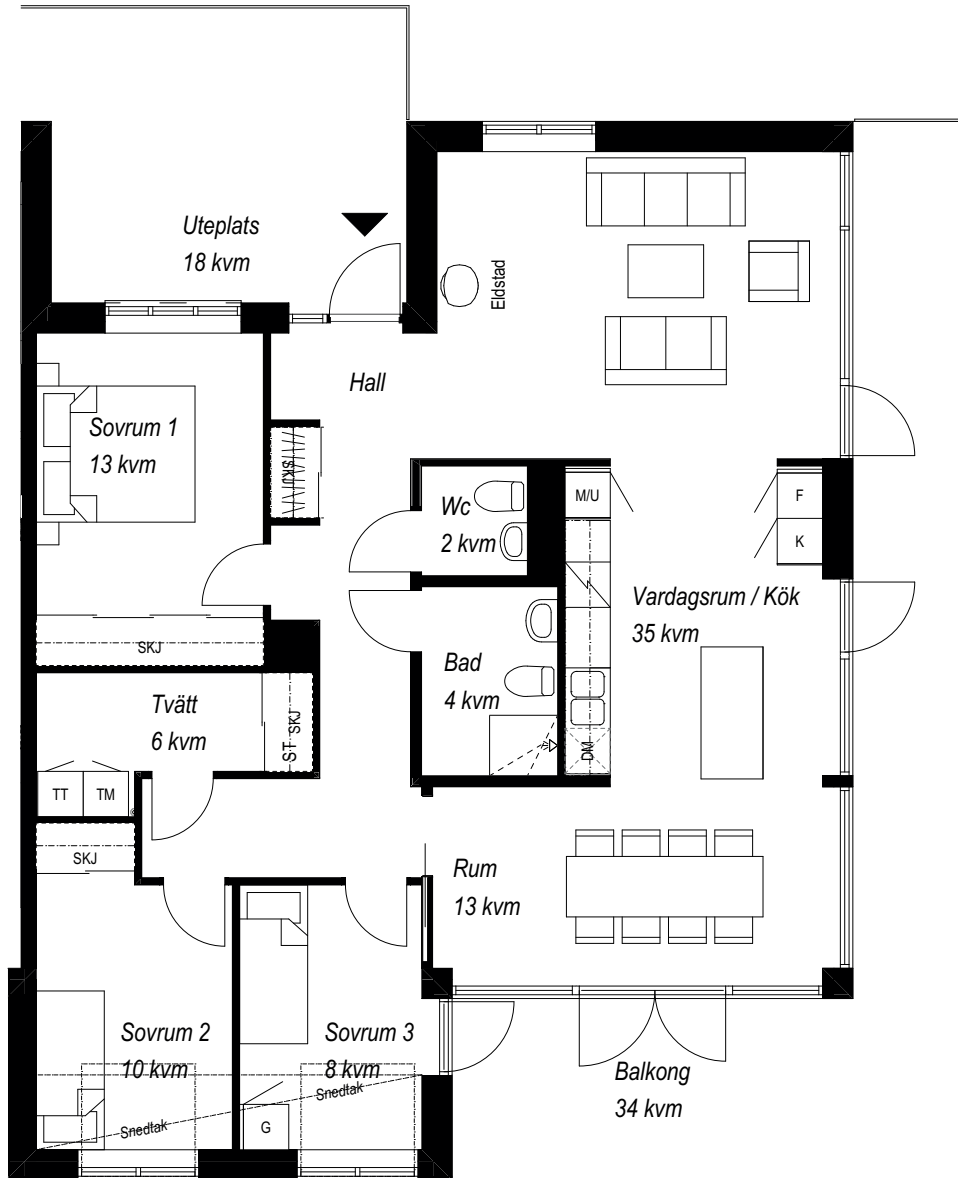 Uteplats
18 kvm
Eldstad
Hall
Sovrum 1
13 kvm
SKJ
M/U
F
K
Wc
2 kvm
Vardagsrum / Kök
35 kvm
SKJ
Bad
4 kvm
Tvätt
6 kvm
ST SKJ
DM
TT
TM
SKJ
Rum
13 kvm
Sovrum 2
10 kvm
Snedtak
Sovrum 3
8 kvm
Snedtak
G
Balkong
34 kvm